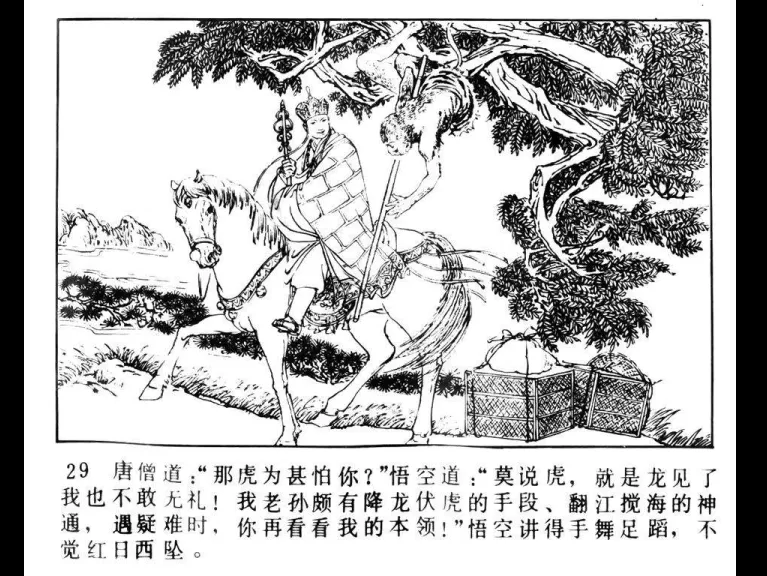 29 唐僧道：“那虎为甚怕你？”悟空道：“莫说虎，就是龙见了
我也不敢无礼！我老孙颇有降龙伏虎的手段、翻江搅海的神
通，遇疑难时，你再看看我的本领！”悟空讲得手舞足蹈，不
觉红日西坠。